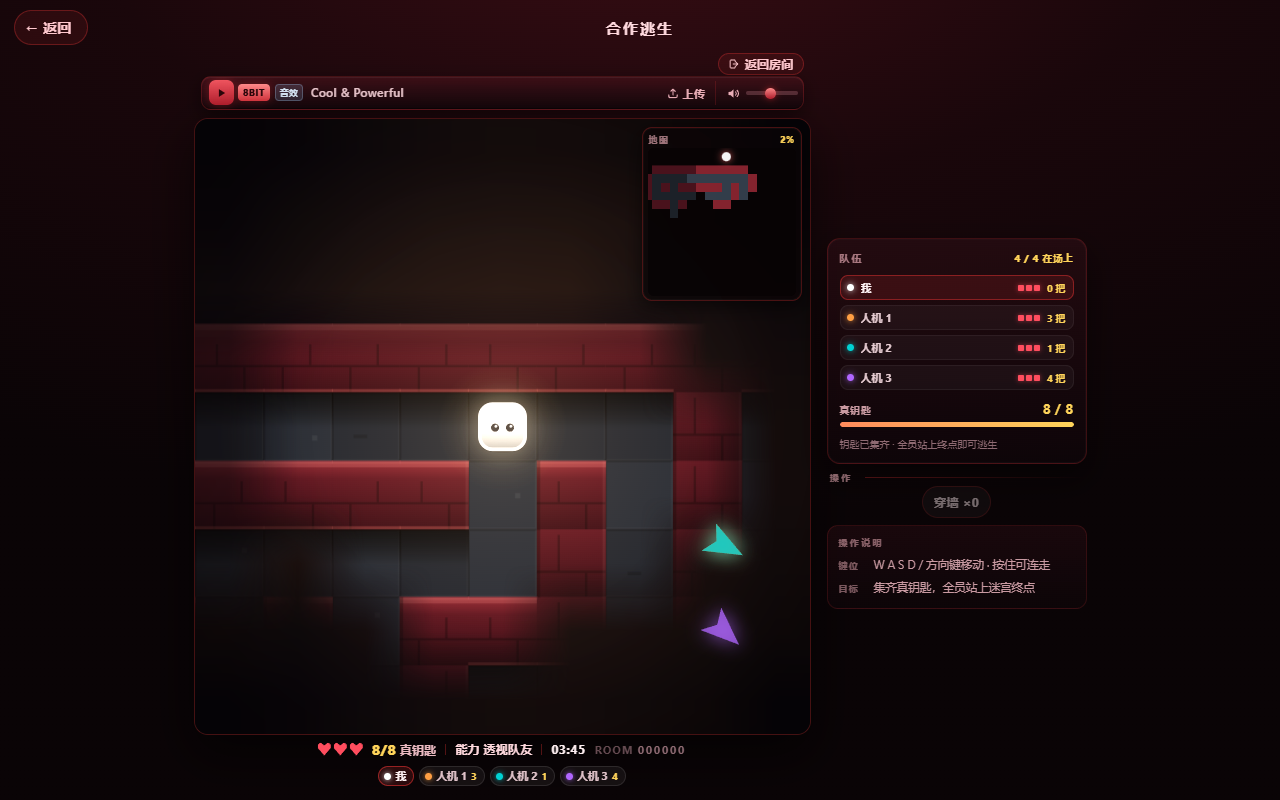 ← 返回
合作逃生
返回房间
8BIT 音效 Cool & Powerful 上传
地图 2%
队伍 4 / 4 在场上
我 0 把
人机 1 3 把
人机 2 1 把
人机 3 4 把
真钥匙 8 / 8
钥匙已集齐 · 全员站上终点即可逃生
操作
穿墙 ×0
操作说明
键位 W A S D / 方向键移动 · 按住可连走
目标 集齐真钥匙，全员站上迷宫终点
8/8 真钥匙 能力 透视队友 03:45 ROOM 000000
我 人机 1 3 人机 2 1 人机 3 4